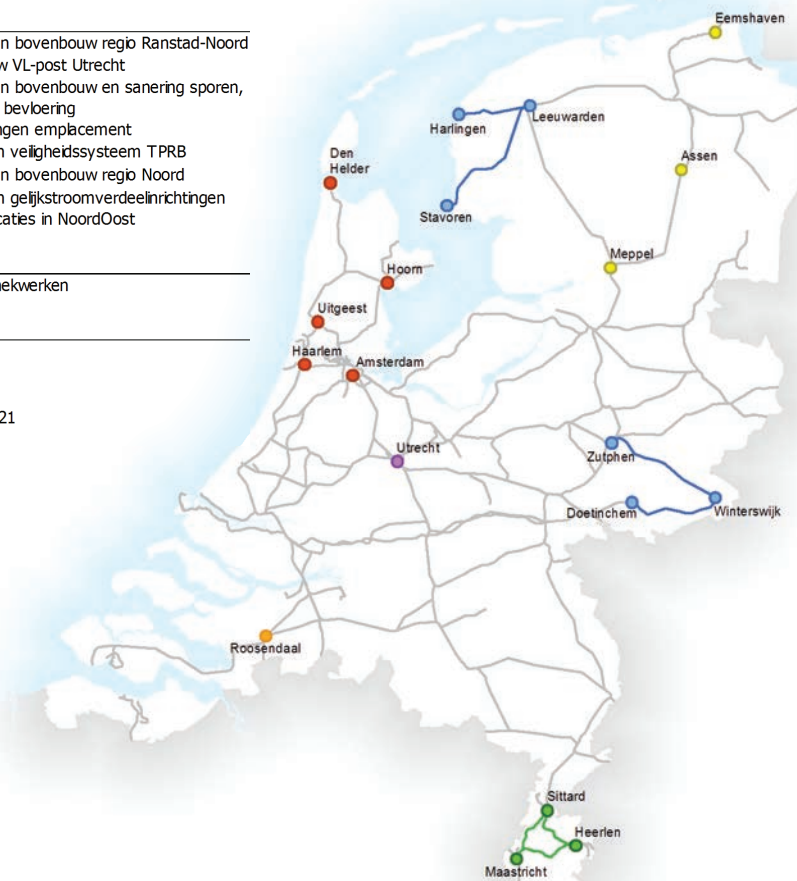 n bovenbouw regio Ranstad-Noord
w VL-post Utrecht
n bovenbouw en sanering sporen,
bevloering
ngen emplacement
n veiligheidssysteem TPRB
n bovenbouw regio Noord
n gelijkstroomverdeelinrichtingen
caties in NoordOost
nekwerken
21
Eemshaven
Leeuwarden
Harlingen
Assen
Den
Helder
Stavoren
Meppel
Hoorn
Uitgeest
Haarlem
Amsterdam
Utrecht
Zutphen
Doetinchem
Winterswijk
Roosendaal
Sittard
Heerlen
Maastricht